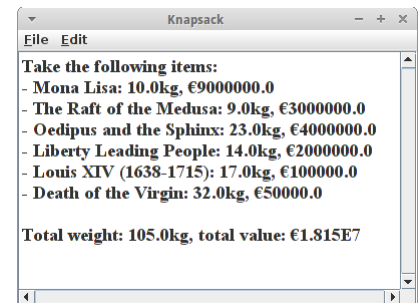 Knapsack
File Edit
Take the following items:
- Mona Lisa: 10.0kg, €9000000.0
- The Raft of the Medusa: 9.0kg, €3000000.0
- Oedipus and the Sphinx: 23.0kg, €4000000.0
- Liberty Leading People: 14.0kg, €2000000.0
- Louis XIV (1638-1715): 17.0kg, €100000.0
- Death of the Virgin: 32.0kg, €50000.0
Total weight: 105.0kg, total value: €1.815E7